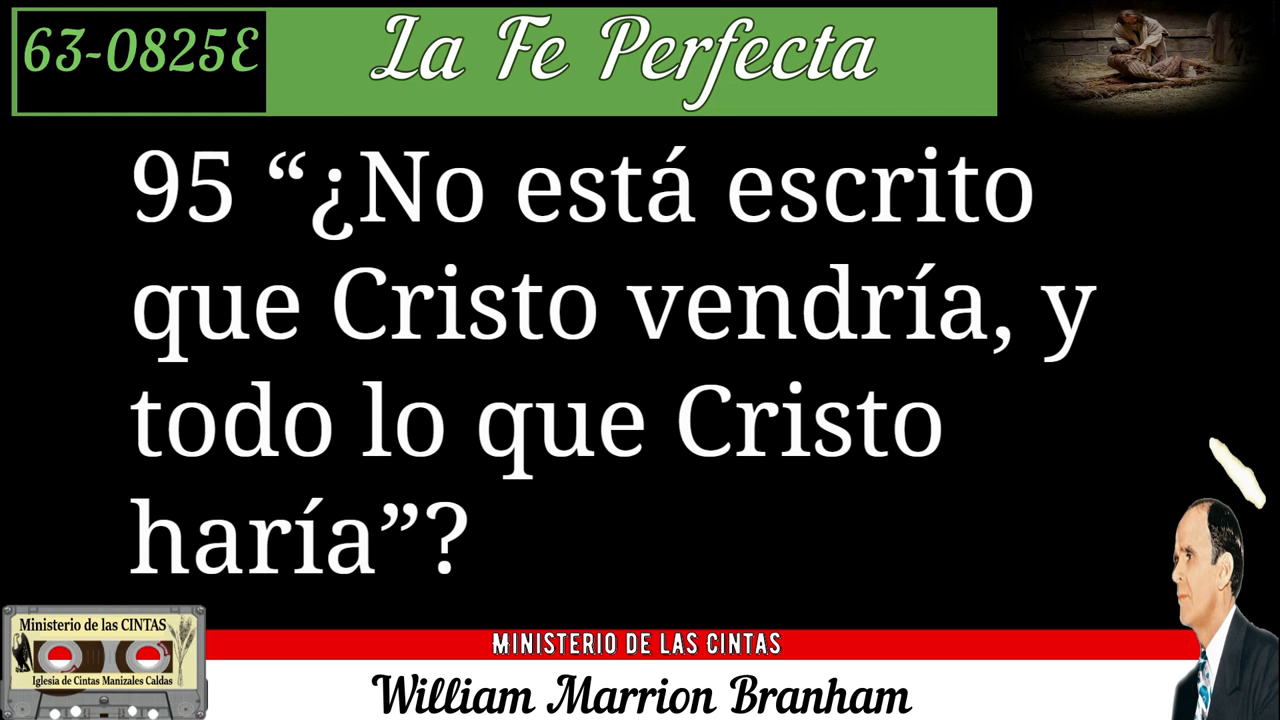 63-0825E
La Fe Perfecta
95 “¿No está escrito
que Cristo vendría, y
todo lo que Cristo
haría”?
Ministerio de las CINTAS
Iglesia de Cintas Manizales Caldas
MINISTERIO DE LAS CINTAS
William Marrion Branham